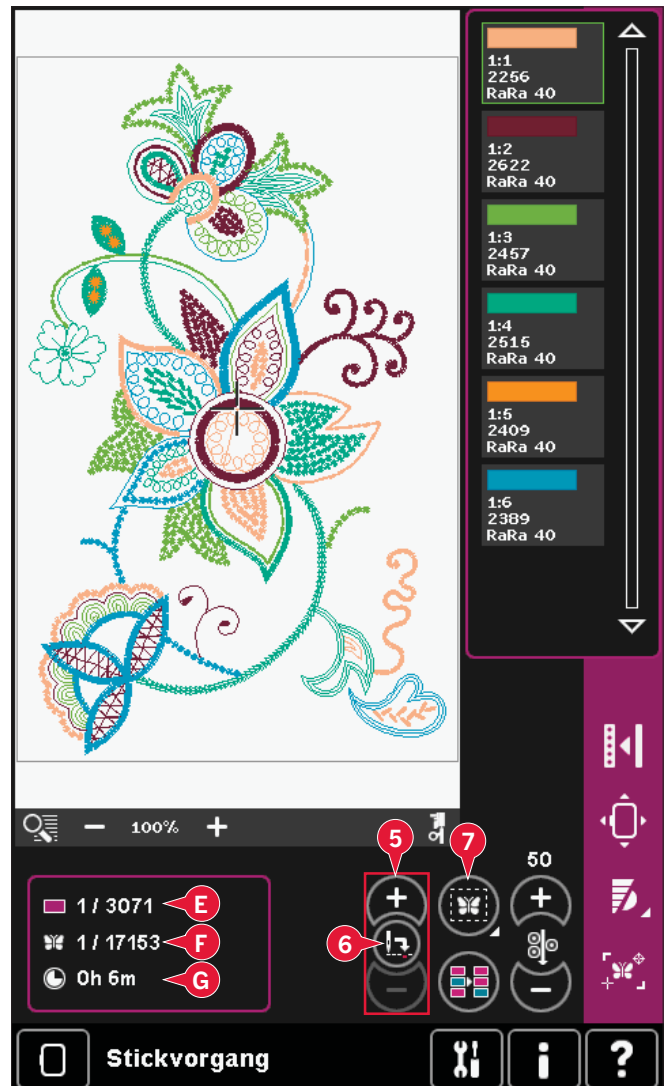 1:1
2256
RaRa 40
1:2
2622
RaRa 40
1:3
2457
RaRa 40
1:4
2515
RaRa 40
1:5
2409
RaRa 40
1:6
2389
RaRa 40
100%
5
7
50
1 / 3071
E
1 / 17153
F
6
0h 6m
G
Stickvorgang
i
?